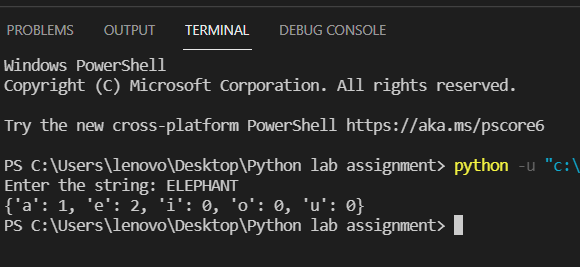 PROBLEMS OUTPUT TERMINAL DEBUG CONSOLE
Windows PowerShell
Copyright (C) Microsoft Corporation. All rights reserved.
Try the new cross-platform PowerShell https://aka.ms/pscore6
PS C:\Users\lenovo\Desktop\Python lab assignment> python -u "c:\
Enter the string: ELEPHANT
{'a': 1, 'e': 2, 'i': 0, 'o': 0, 'u': 0}
PS C:\Users\lenovo\Desktop\Python lab assignment>